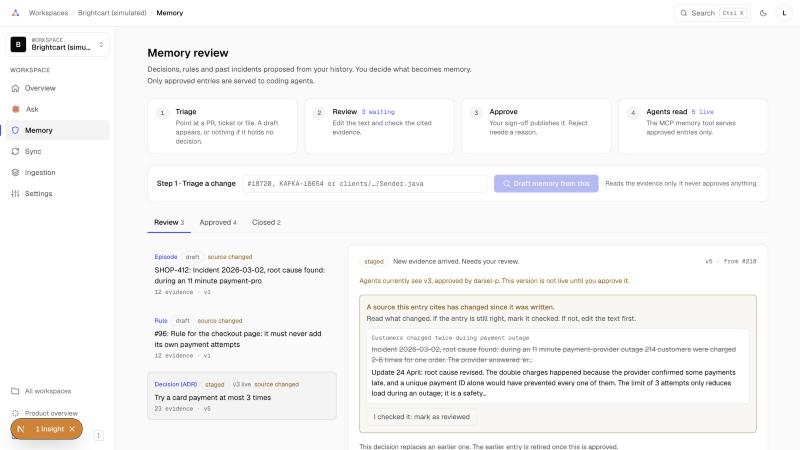 Workspaces / Brightcart (simulated) / Memory
Search Ctrl K
L
B
WORKSPACE
Brightcart (simu...
WORKSPACE
Overview
Ask
Memory
Sync
Ingestion
Settings
All workspaces
Product overview
N 1 Insight ×
Memory review
Decisions, rules and past incidents proposed from your history. You decide what becomes memory.
Only approved entries are served to coding agents.
1 Triage
Point at a PR, ticket or file. A draft
appears, or nothing if it holds no
decision.
2 Review 3 waiting
Edit the text and check the cited
evidence.
3 Approve
Your sign-off publishes it. Reject
needs a reason.
4 Agents read 5 live
The MCP memory tool serves
approved entries only.
Step 1 · Triage a change
#18720, KAFKA-18654 or clients/…/Sender.java
Draft memory from this
Reads the evidence only. It never approves anything.
Review 3 Approved 4 Closed 2
Episode draft source changed
SHOP-412: Incident 2026-03-02, root cause found:
during an 11 minute payment-pro
12 evidence · v1
Rule draft source changed
#96: Rule for the checkout page: it must never add
its own payment attempts
12 evidence · v1
Decision (ADR) staged v3 live source changed
Try a card payment at most 3 times
23 evidence · v5
staged New evidence arrived. Needs your review. v5 · from #218
Agents currently see v3, approved by daniel-p. This version is not live until you approve it.
A source this entry cites has changed since it was written.
Read what changed. If the entry is still right, mark it checked. If not, edit the text first.
Customers charged twice during payment outage
Incident 2026-03-02, root cause found: during an 11 minute payment-provider outage 214 customers were charged
2-6 times for one order. The provider answered 'er...
Update 24 April: root cause revised. The double charges happened because the provider confirmed some payments
late, and a unique payment ID alone would have prevented every one of them. The limit of 3 attempts only reduces
load during an outage; it is a safety...
I checked it: mark as reviewed
This decision replaces an earlier one. The earlier entry is retired once this is approved.